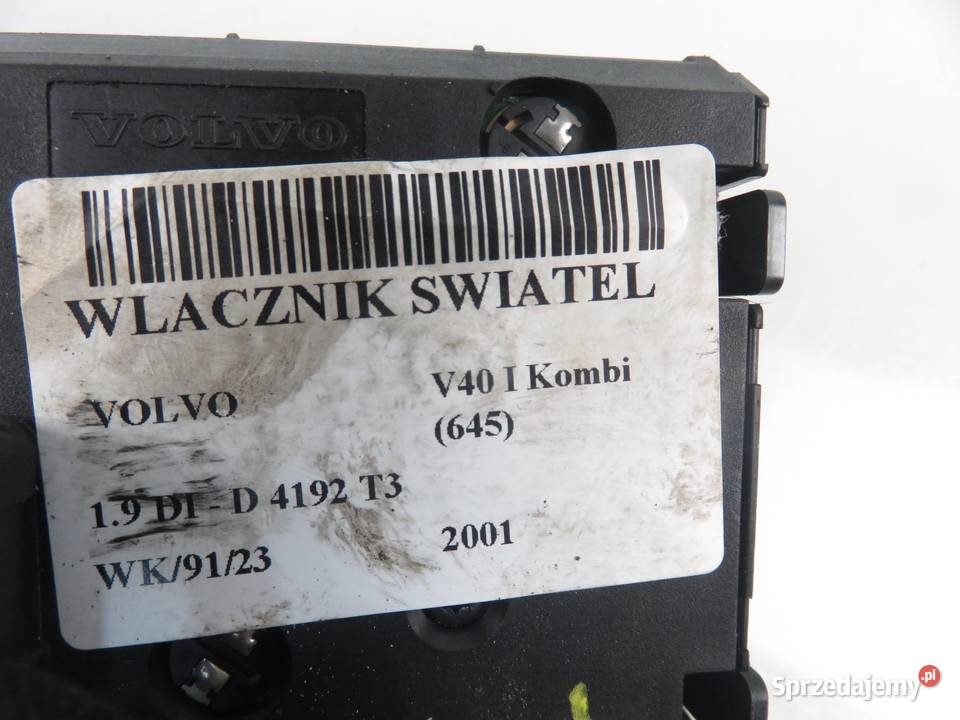 VOLVO
WLACZNIK SWIATEL
VOLVO
V40 I Kombi
(645)
1.9 DI - D 4192 T3
2001
WK/91/23
Sprzedajemy.pl